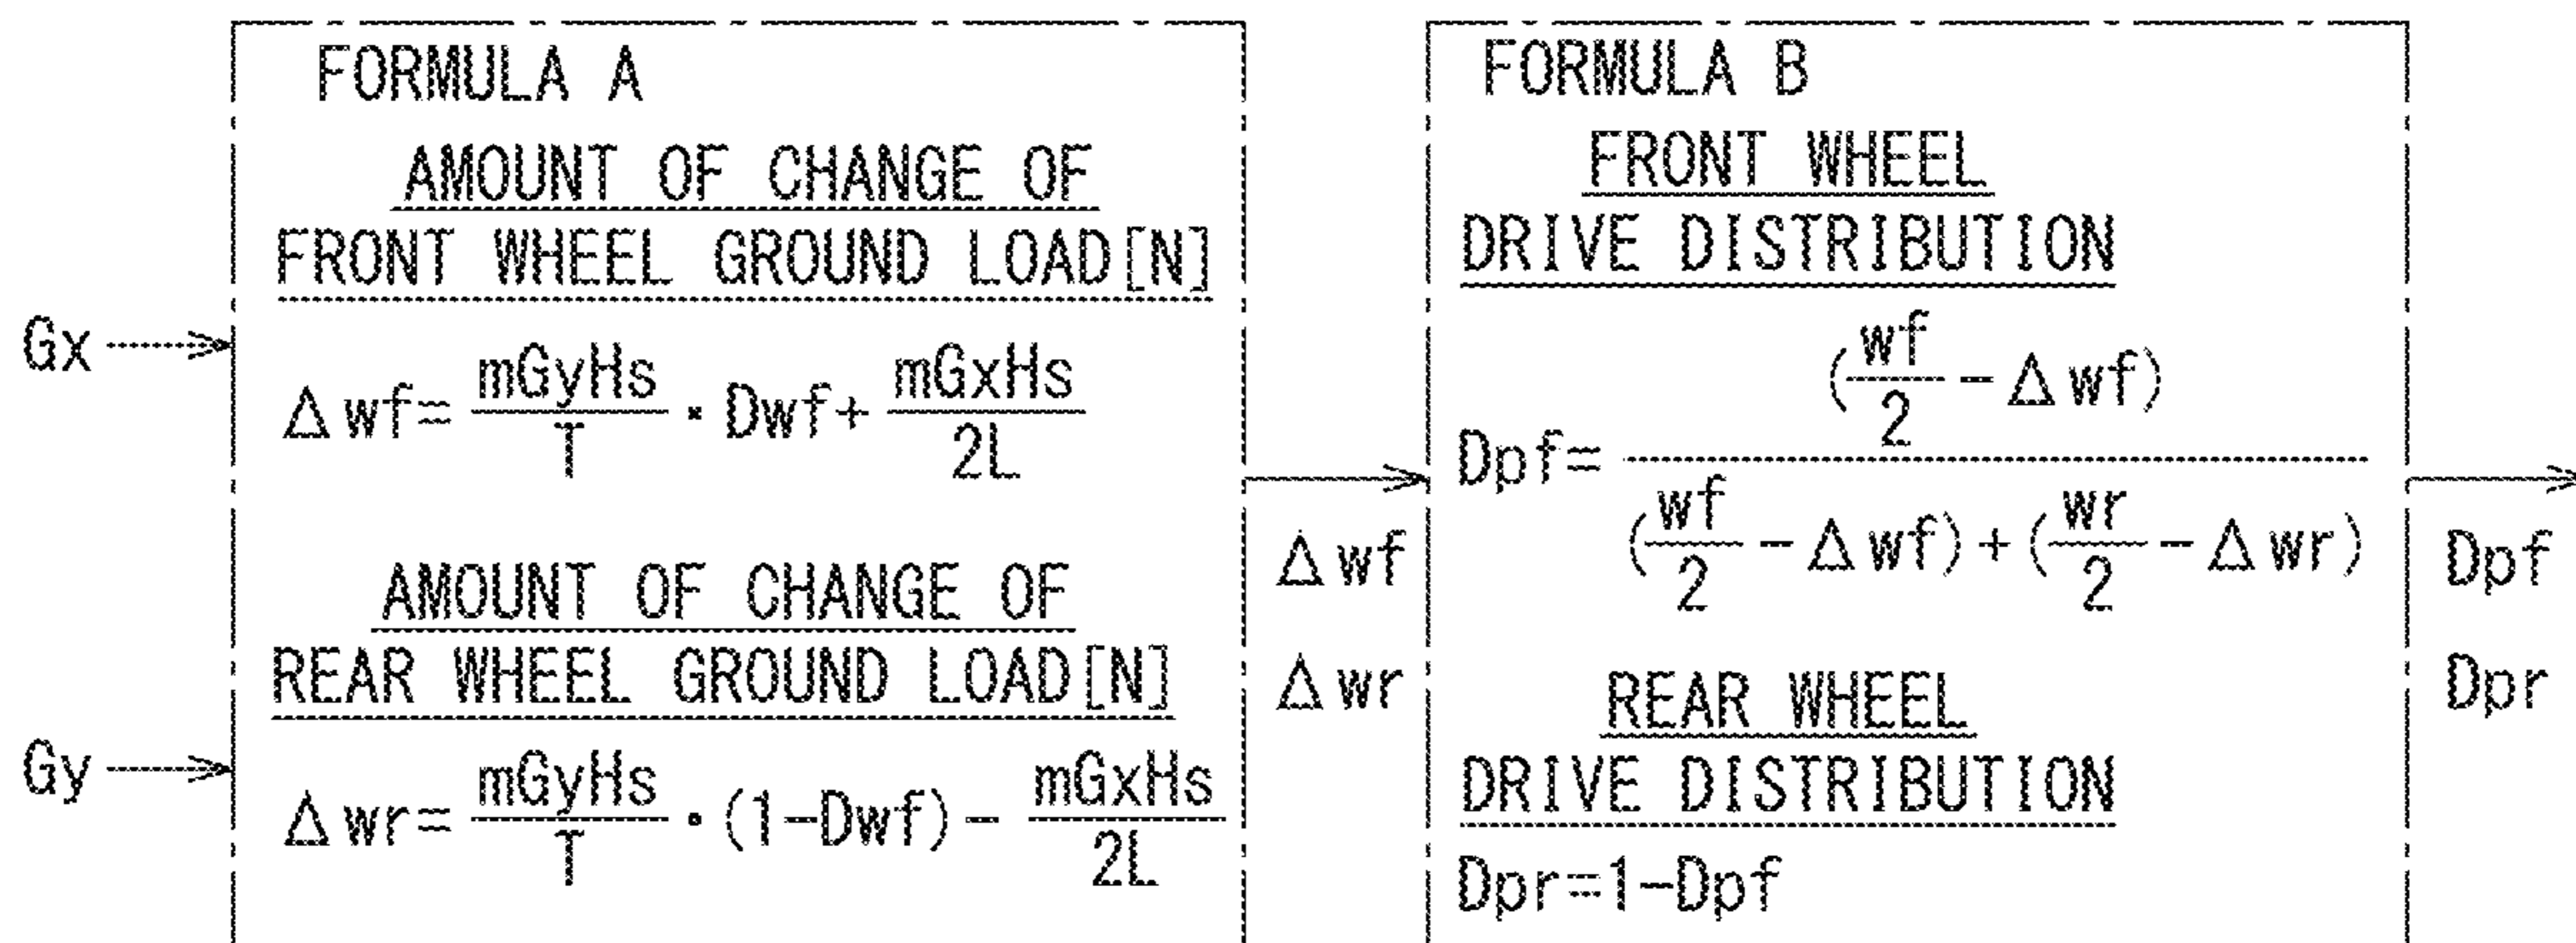 Gx
Gy
FORMULA A
AMOUNT OF CHANGE OF
FRONT WHEEL GROUND LOAD[N]
Δwf=mGyHs/T・Dwf+mGxHs/2L
AMOUNT OF CHANGE OF
REAR WHEEL GROUND LOAD[N]
Δwr=mGyHs/T・(1-Dwf)-mGxHs/2L
Δwf
Δwr
FORMULA B
FRONT WHEEL
DRIVE DISTRIBUTION
Dpf=(wf/2-Δwf)/(wf/2-Δwf)+(wr/2-Δwr)
REAR WHEEL
DRIVE DISTRIBUTION
Dpr=1-Dpf
Dpf
Dpr